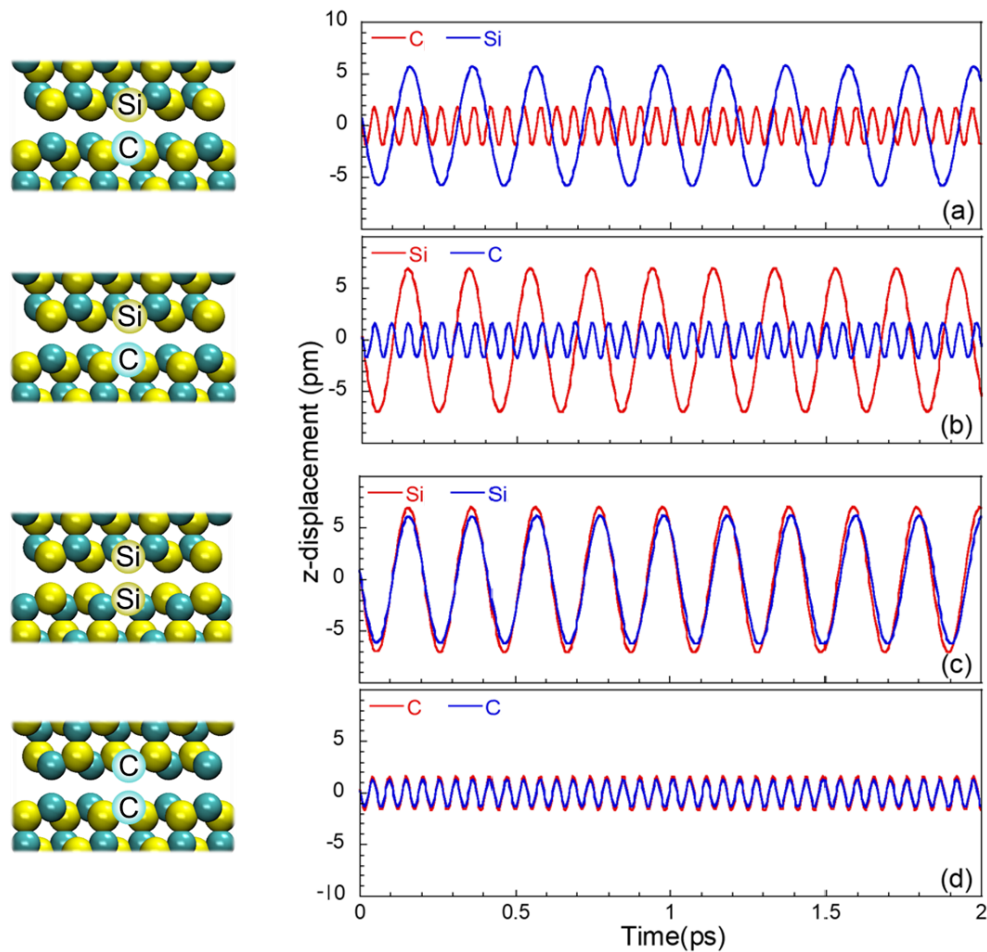 10
C Si
Si
5
0
C
-5
(a)
Si C
5
Si
0
C
-5
(b)
z-displacement (pm)
Si Si
5
Si
0
Si
-5
(c)
C C
5
C
0
C
-5
-10
(d)
0 0.5 1 1.5 2
Time(ps)